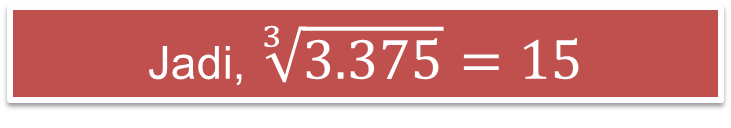 Jadi, ∛3.375 = 15